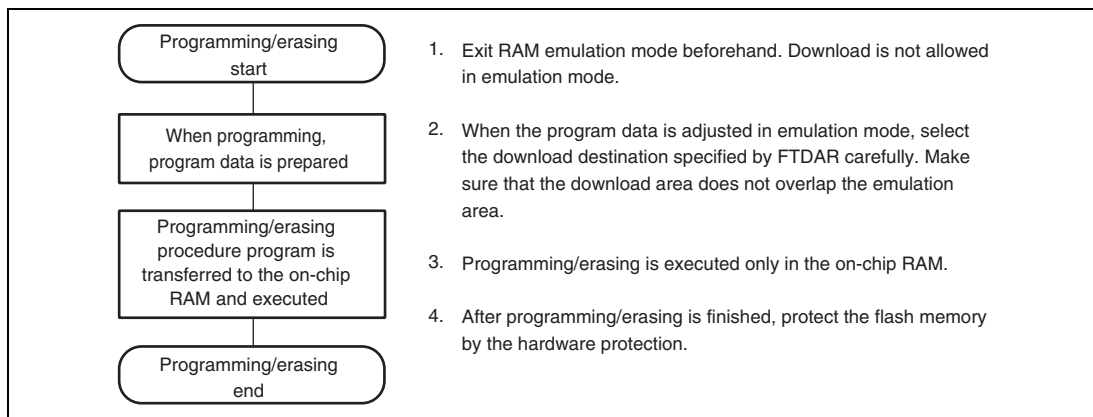 Programming/erasing
start
When programming,
program data is prepared
Programming/erasing
procedure program is
transferred to the on-chip
RAM and executed
Programming/erasing
end
1. Exit RAM emulation mode beforehand. Download is not allowed
in emulation mode.
2. When the program data is adjusted in emulation mode, select
the download destination specified by FTDAR carefully. Make
sure that the download area does not overlap the emulation
area.
3. Programming/erasing is executed only in the on-chip RAM.
4. After programming/erasing is finished, protect the flash memory
by the hardware protection.